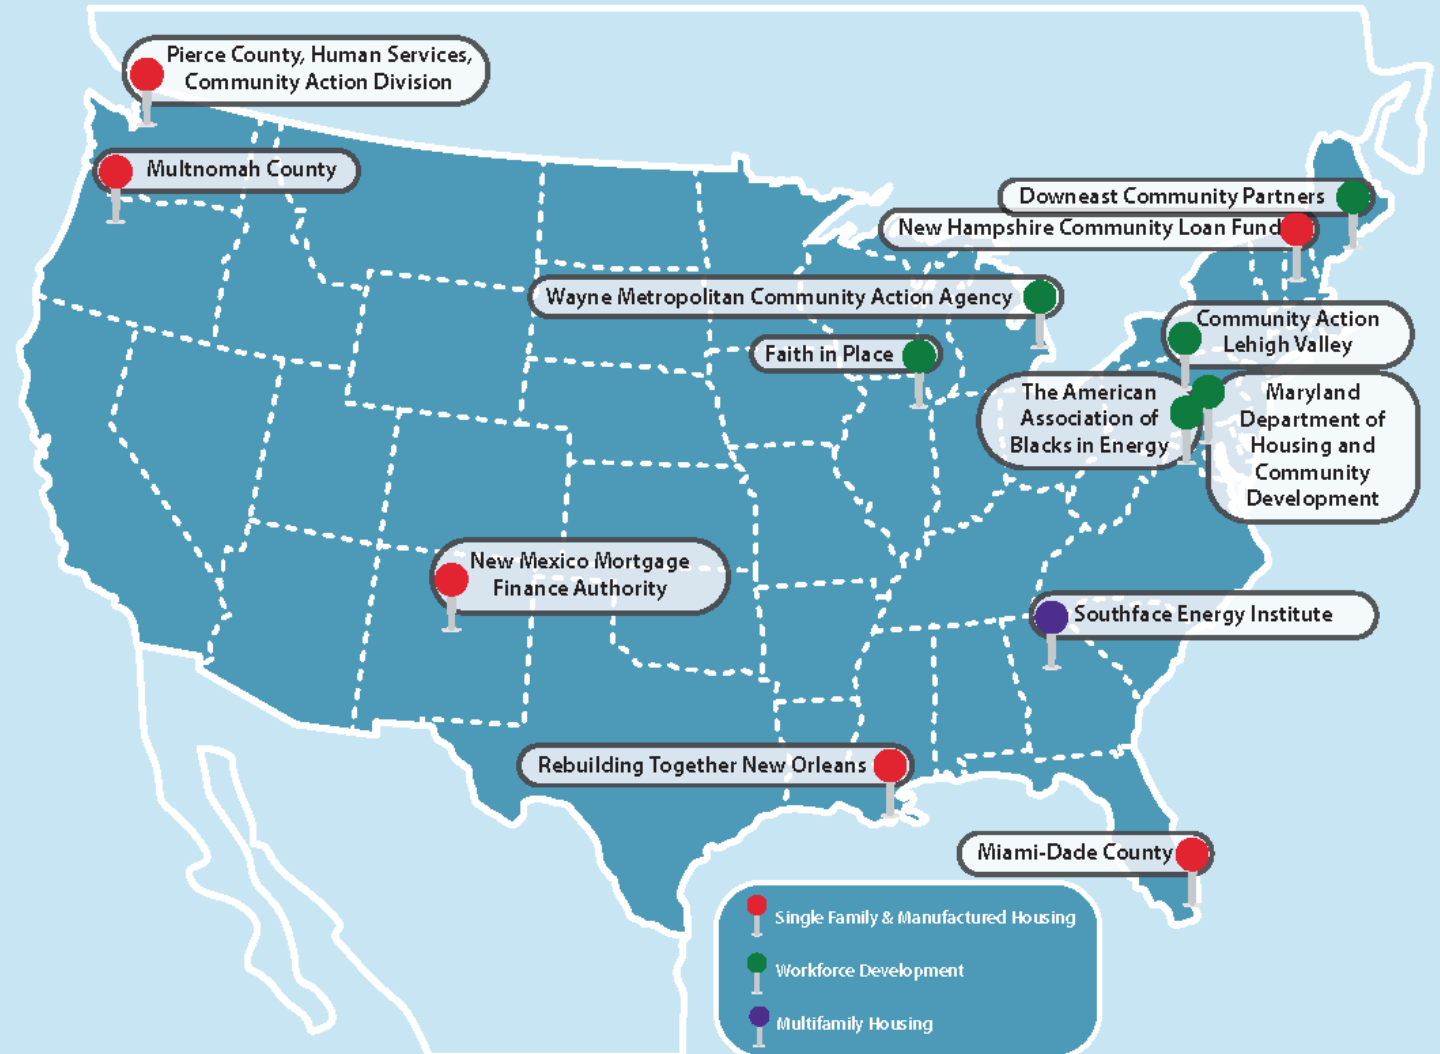 Pierce County, Human Services,
Community Action Division
Multnomah County
Downeast Community Partners
New Hampshire Community Loan Fund
Wayne Metropolitan Community Action Agency
Community Action
Lehigh Valley
Faith in Place
The American
Association of
Blacks in Energy
Maryland
Department of
Housing and
Community
Development
New Mexico Mortgage
Finance Authority
Southface Energy Institute
Rebuilding Together New Orleans
Miami-Dade County
Single Family & Manufactured Housing
Workforce Development
Multifamily Housing